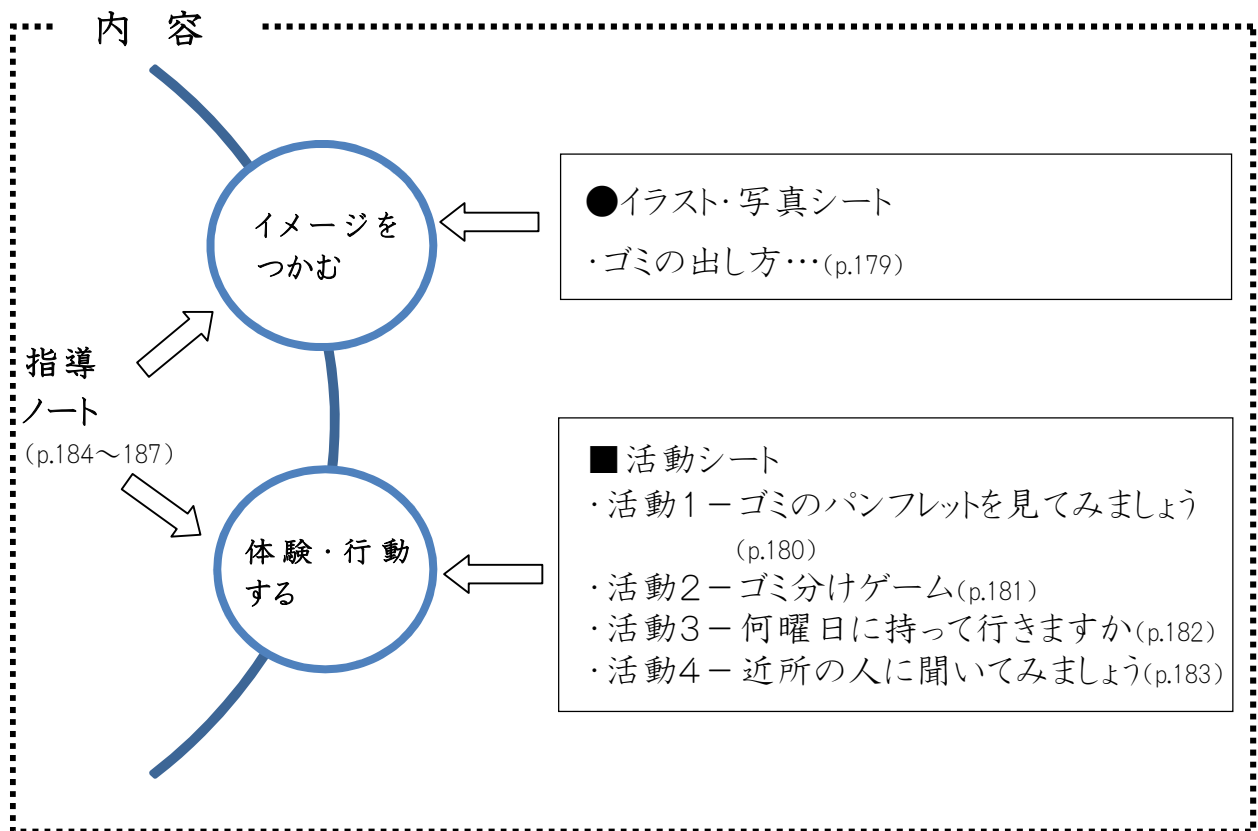 内 容
イメージを
つかむ
●イラスト・写真シート
・ゴミの出し方…(p.179)
指導
ノート
(p.184～187)
体験・行動
する
■活動シート
・活動1－ゴミのパンフレットを見てみましょう
(p.180)
・活動2－ゴミ分けゲーム(p.181)
・活動3－何曜日に持って行きますか(p.182)
・活動4－近所の人に聞いてみましょう(p.183)